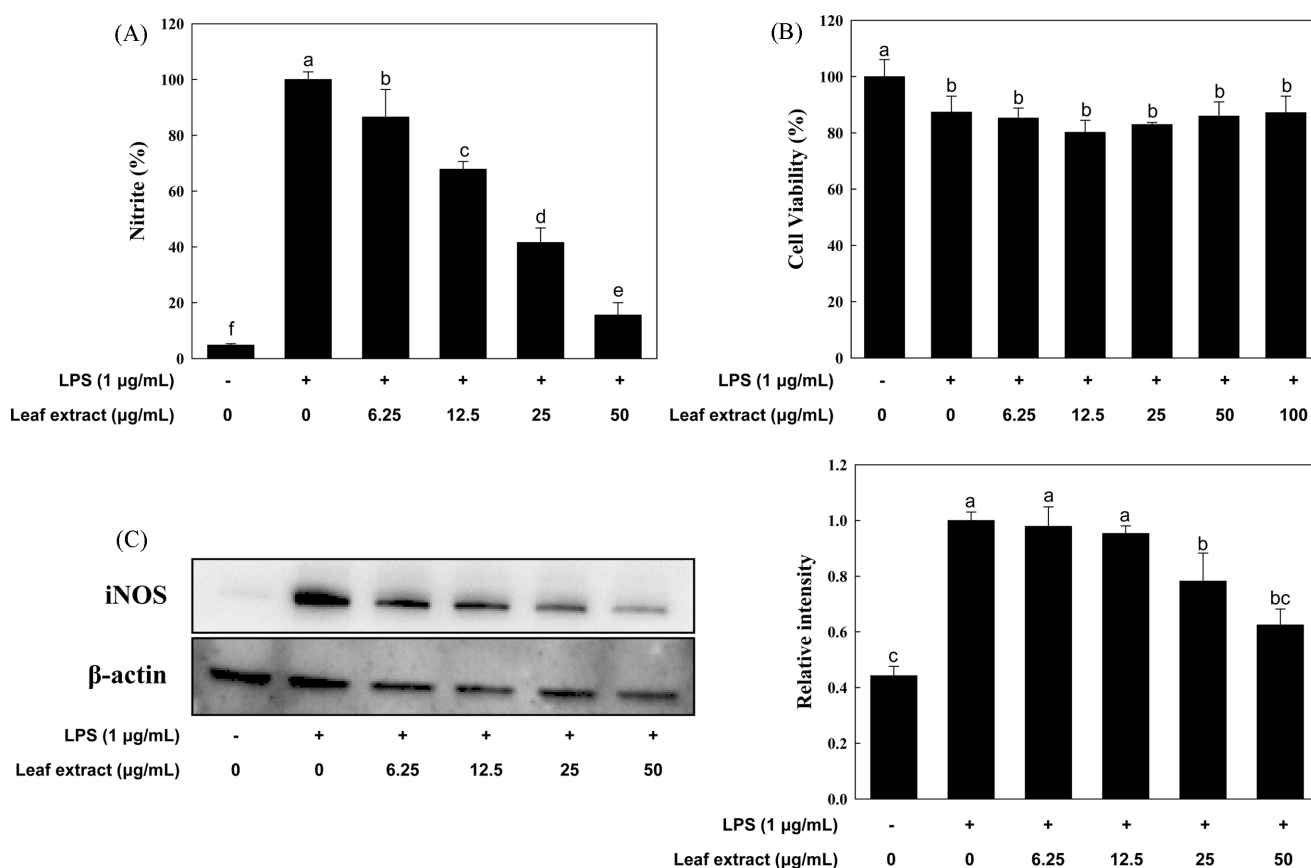 (A)
120
100
80
60
40
20
0
Nitrite (%)
f
a
b
c
d
e
LPS (1 µg/mL) - + + + + +
Leaf extract (µg/mL) 0 0 6.25 12.5 25 50
(B)
120
100
80
60
40
20
0
Cell Viability (%)
a
b
b
b
b
b
b
LPS (1 µg/mL) - + + + + + +
Leaf extract (µg/mL) 0 0 6.25 12.5 25 50 100
(C)
iNOS
β-actin
LPS (1 µg/mL) - + + + + +
Leaf extract (µg/mL) 0 0 6.25 12.5 25 50
1.2
1.0
0.8
0.6
0.4
0.2
0.0
Relative intensity
c
a
a
a
b
bc
LPS (1 µg/mL) - + + + + +
Leaf extract (µg/mL) 0 0 6.25 12.5 25 50